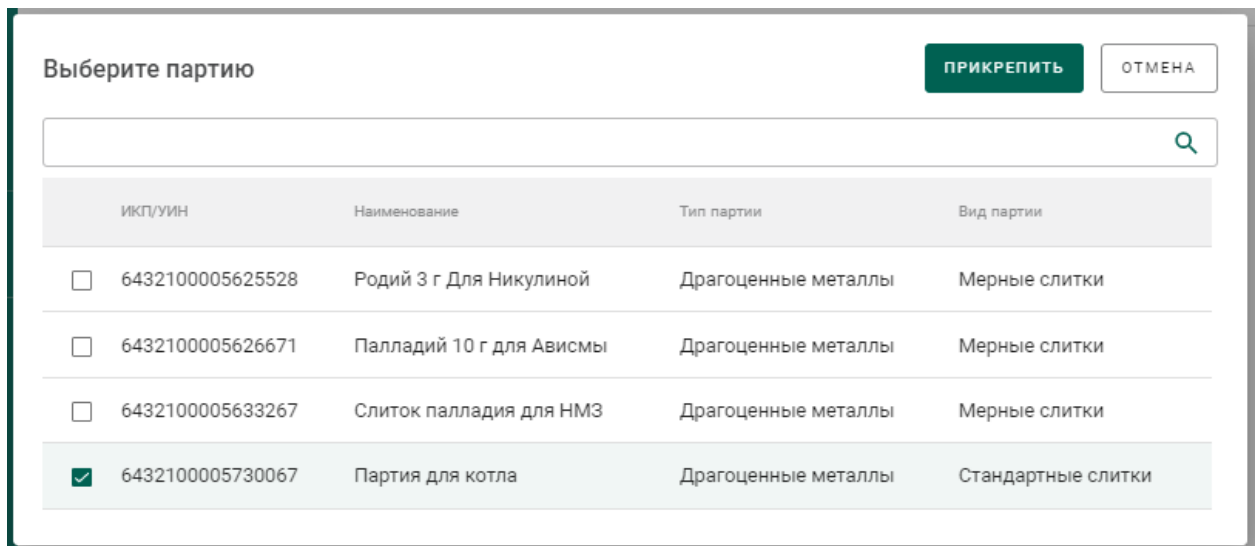 Выберите партию ПРИКРЕПИТЬ ОТМЕНА
ИКП/УИН Наименование Тип партии Вид партии
6432100005625528 Родий 3 г Для Никулиной Драгоценные металлы Мерные слитки
6432100005626671 Палладий 10 г для Ависмы Драгоценные металлы Мерные слитки
6432100005633267 Слиток палладия для НМЗ Драгоценные металлы Мерные слитки
6432100005730067 Партия для котла Драгоценные металлы Стандартные слитки